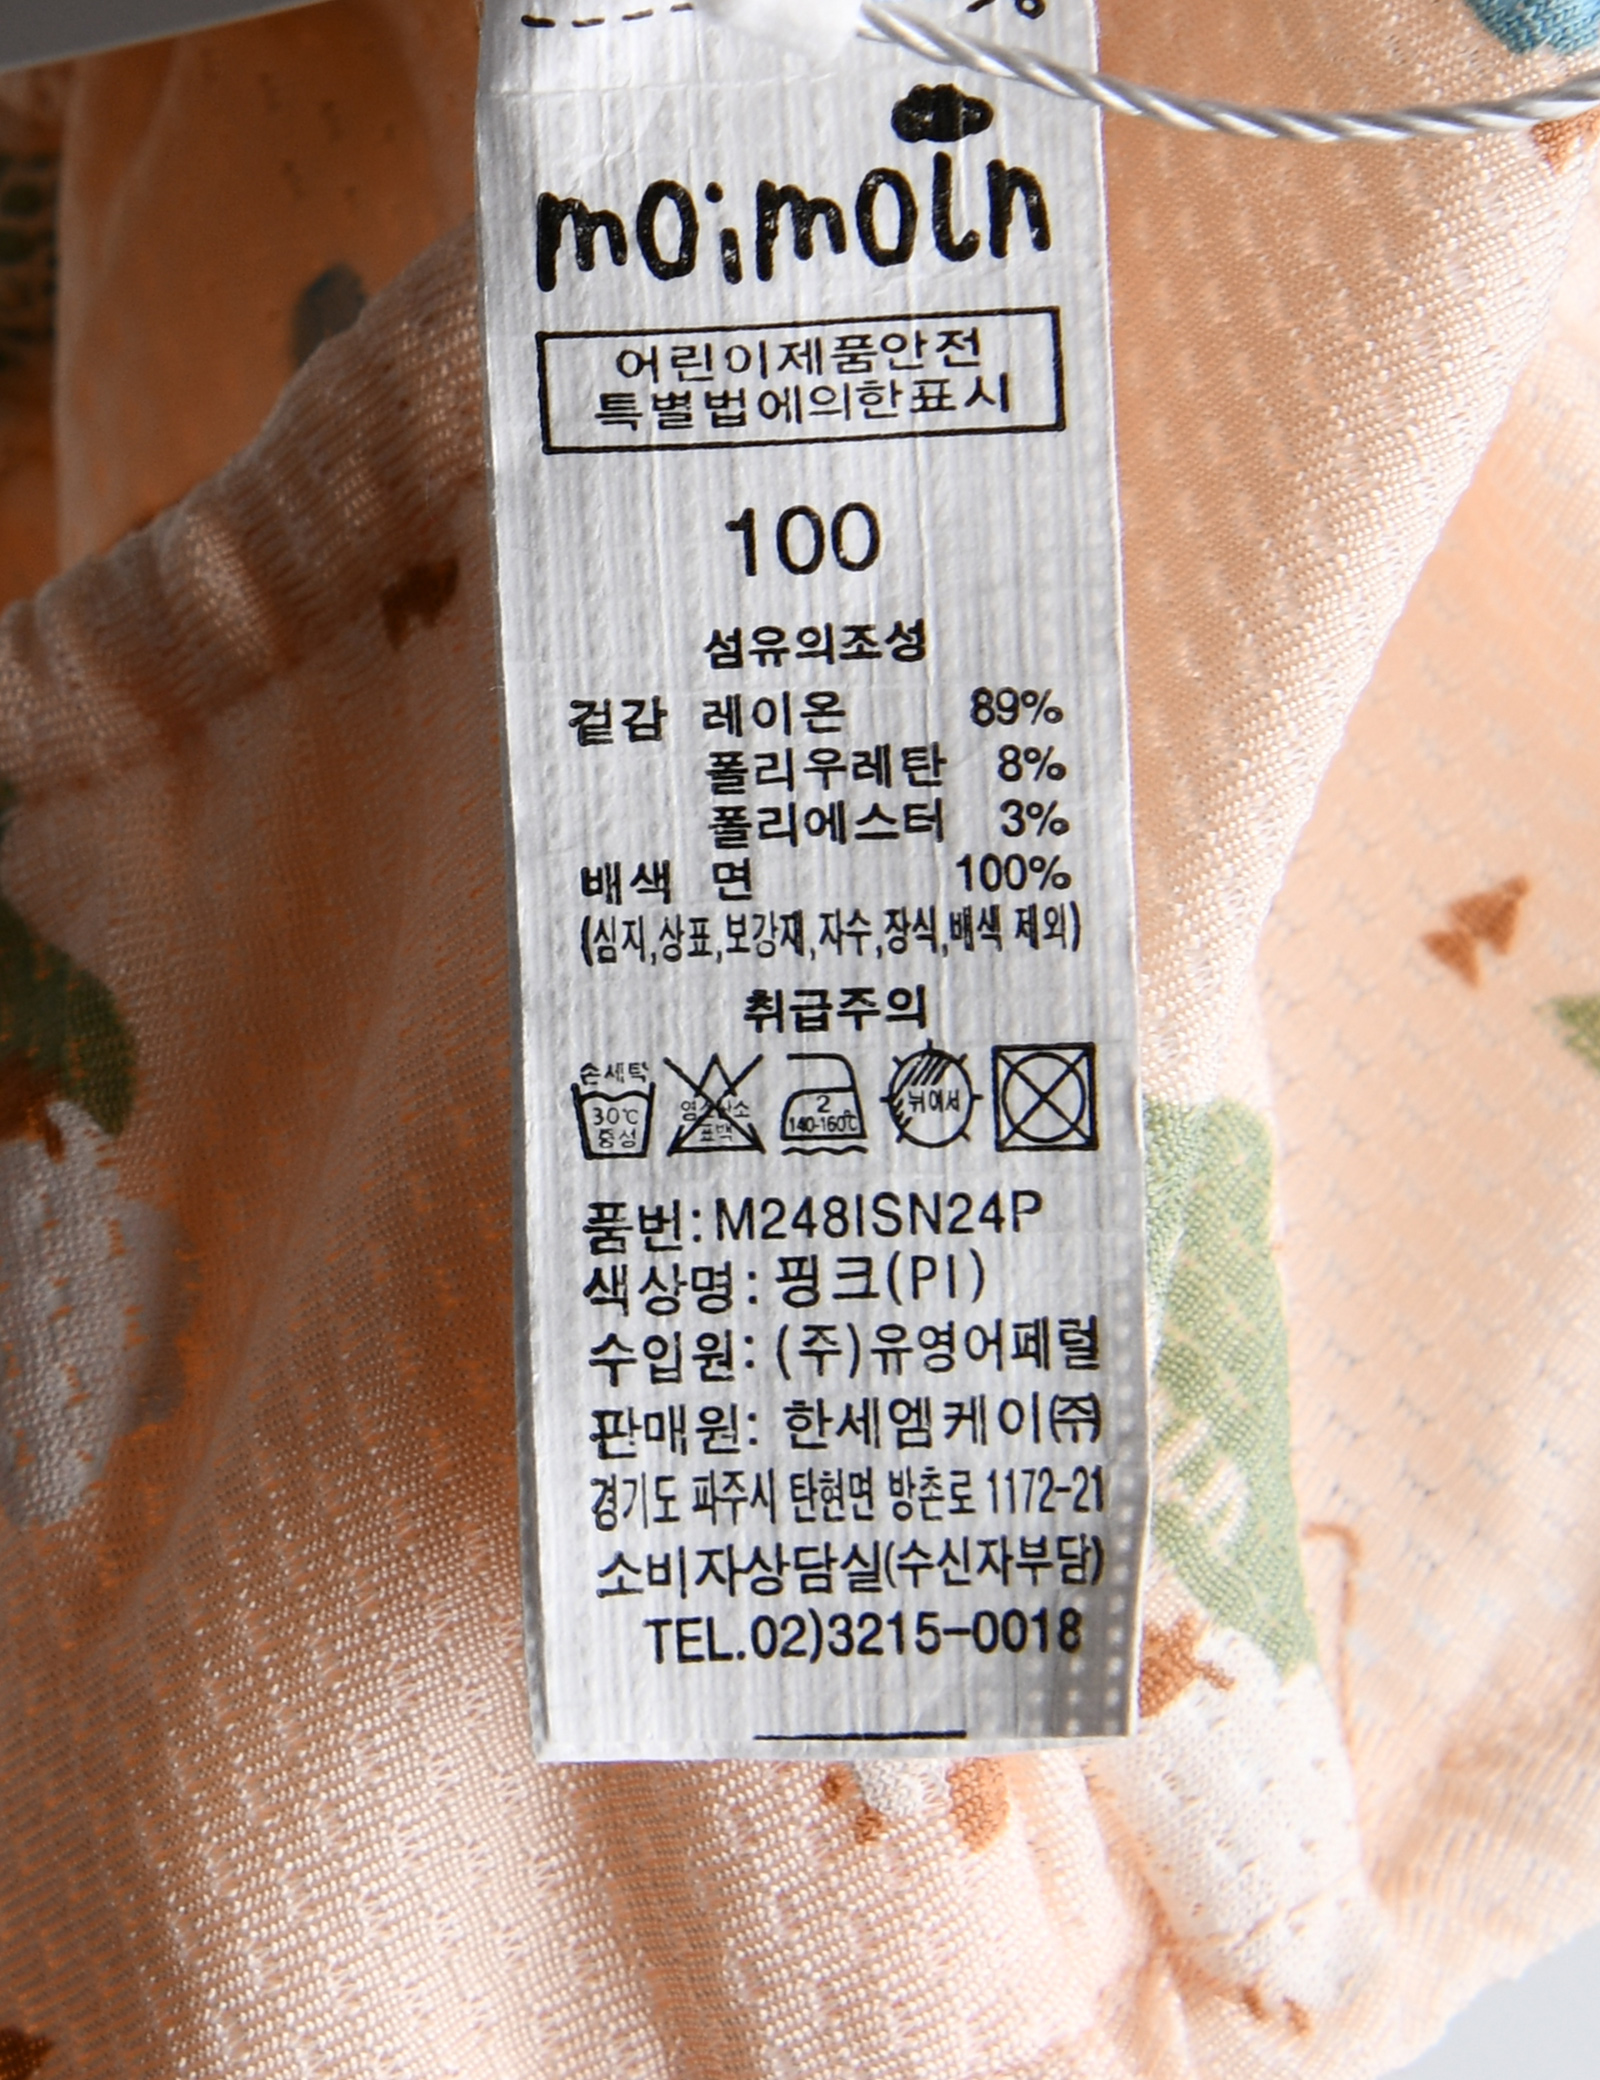 %
moimoln
어린이제품안전
특별법에의한표시
100
섬유의조성
겉감 레이온 89%
폴리우레탄 8%
폴리에스터 3%
배색 면 100%
(심지,상표,보강재,자수,장식,배색 제외)
취급주의
손세탁
30℃
중성
염소산소
표백
2
140-160℃
뉘어서
품번:M248ISN24P
색상명: 핑크(PI)
수입원: (주)유영어페럴
판매원: 한세엠케이㈜
경기도 파주시 탄현면 방촌로 1172-21
소비자상담실(수신자부담)
TEL.02)3215-0018